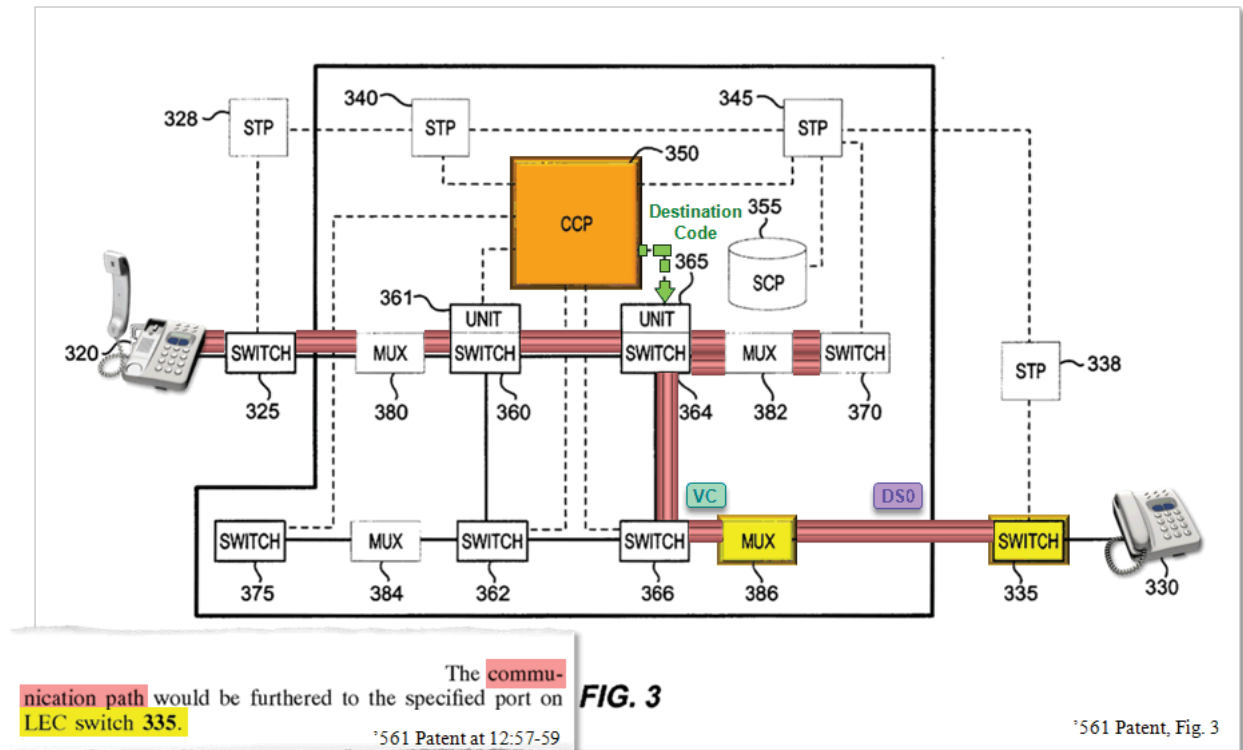 328
STP
340
STP
345
STP
350
CCP
Destination
Code
355
SCP
365
361
UNIT
UNIT
320
SWITCH
MUX
SWITCH
SWITCH
MUX
SWITCH
325
380
360
364
382
370
STP
338
VC
DS0
SWITCH
MUX
SWITCH
SWITCH
MUX
SWITCH
375
384
362
366
386
335
330
The commu-
nication path would be furthered to the specified port on
LEC switch 335.
’561 Patent at 12:57-59
FIG. 3
’561 Patent, Fig. 3